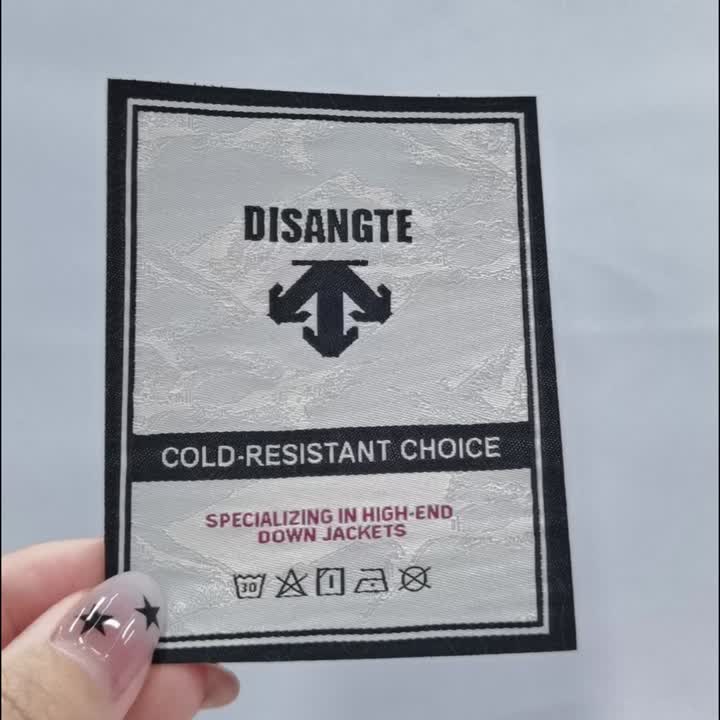 DISANGTE
COLD-RESISTANT CHOICE
SPECIALIZING IN HIGH-END
DOWN JACKETS
30